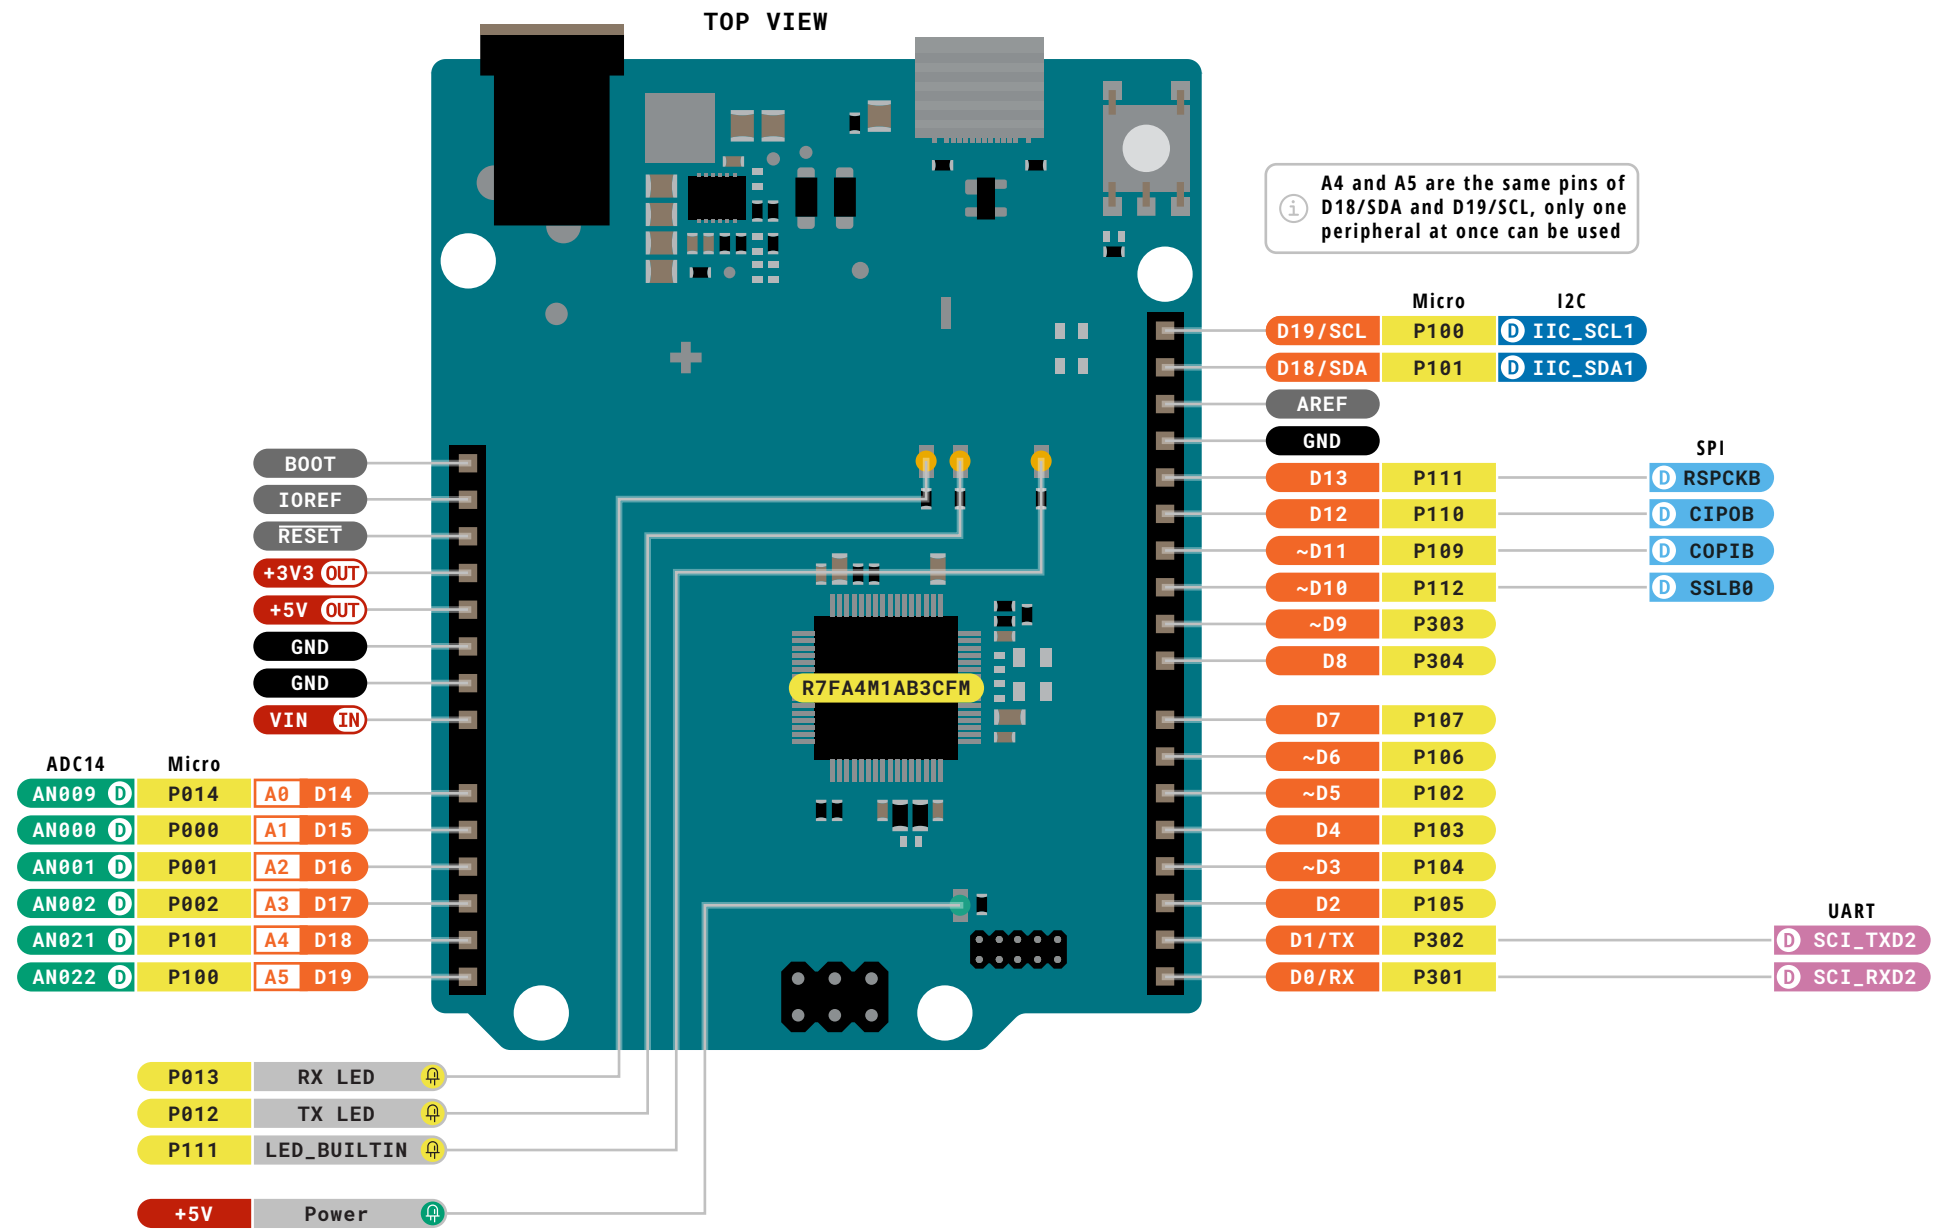 TOP VIEW
A4 and A5 are the same pins of
D18/SDA and D19/SCL, only one
peripheral at once can be used
Micro I2C
D19/SCL P100 D IIC_SCL1
D18/SDA P101 D IIC_SDA1
AREF
GND
SPI
D13 P111 D RSPCKB
D12 P110 D CIPOB
~D11 P109 D COPIB
~D10 P112 D SSLB0
~D9 P303
D8 P304
D7 P107
~D6 P106
~D5 P102
D4 P103
~D3 P104
D2 P105
UART
D1/TX P302 D SCI_TXD2
D0/RX P301 D SCI_RXD2
BOOT
IOREF
RESET
+3V3 OUT
+5V OUT
GND
GND
VIN IN
R7FA4M1AB3CFM
ADC14 Micro
AN009 D P014 A0 D14
AN000 D P000 A1 D15
AN001 D P001 A2 D16
AN002 D P002 A3 D17
AN021 D P101 A4 D18
AN022 D P100 A5 D19
P013 RX LED
P012 TX LED
P111 LED_BUILTIN
+5V Power